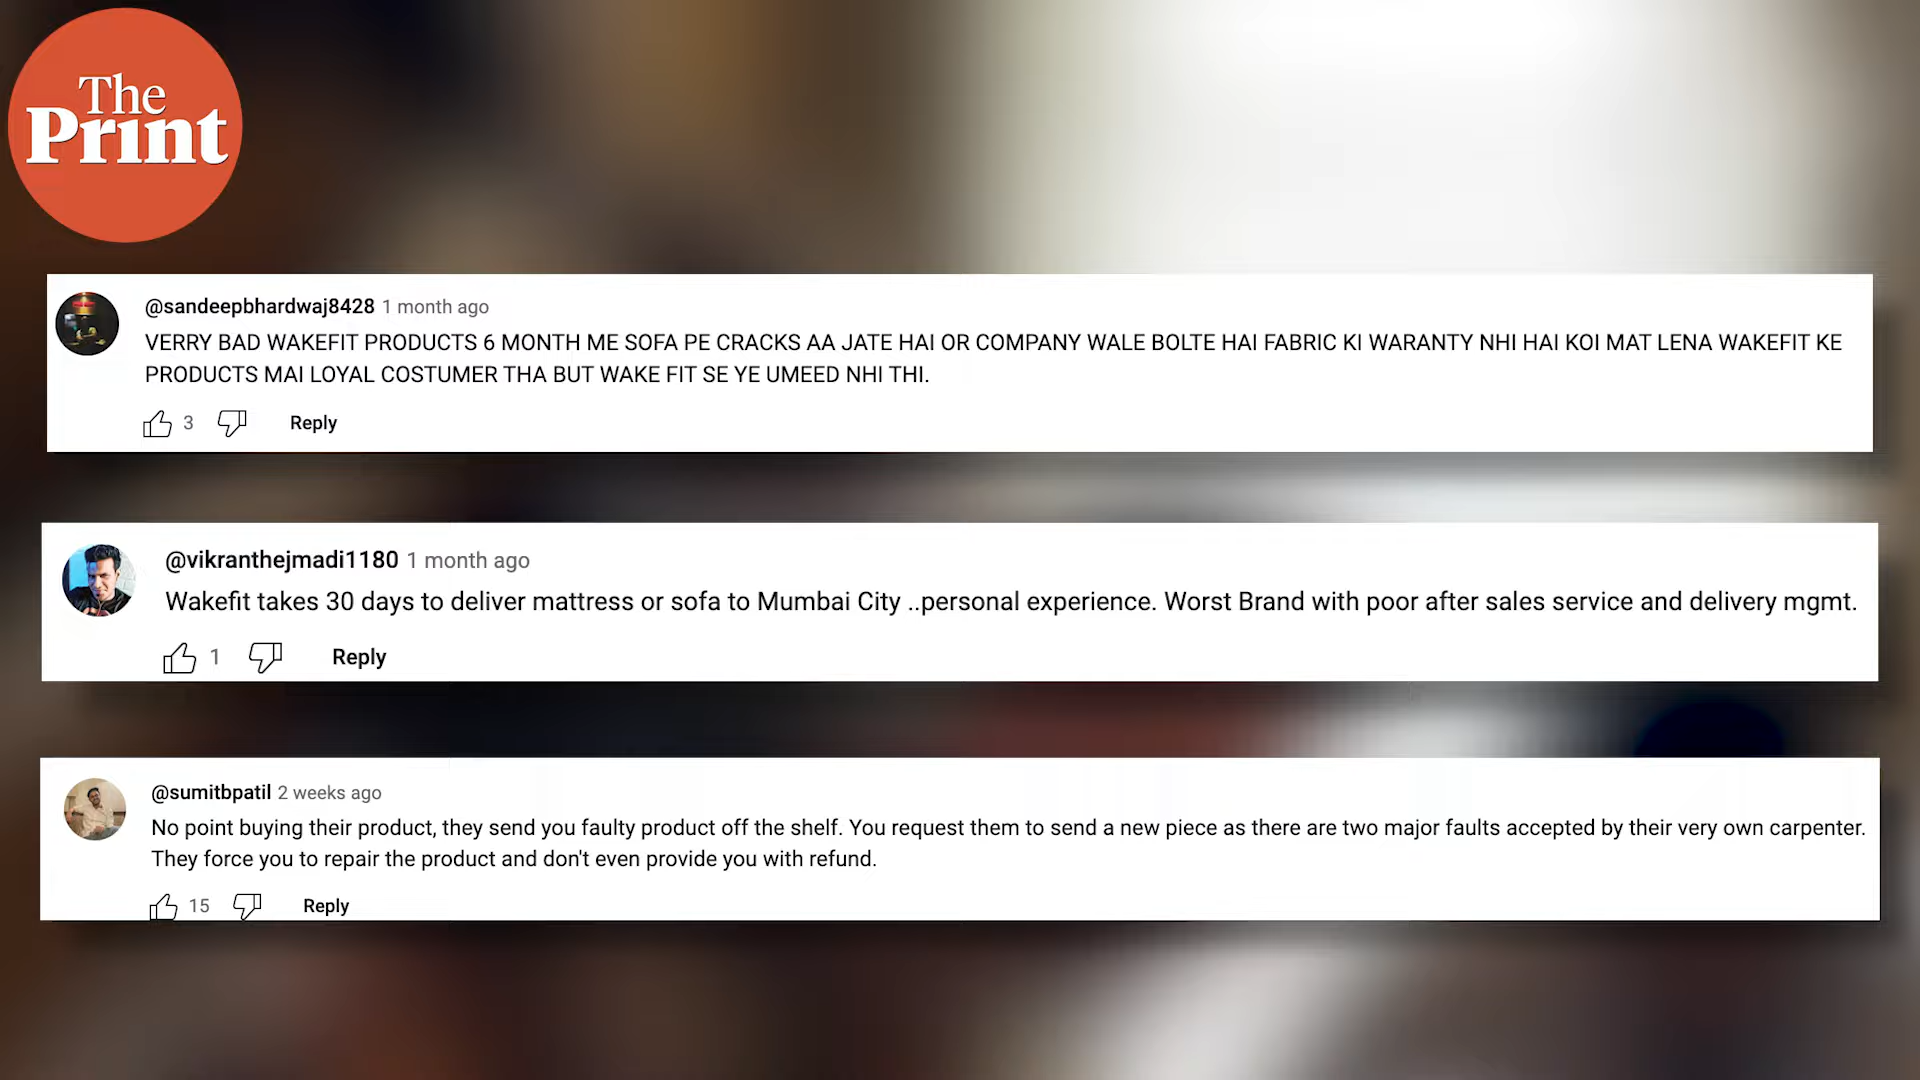 The
Print
@sandeepbhardwaj8428 1 month ago
VERRY BAD WAKEFIT PRODUCTS 6 MONTH ME SOFA PE CRACKS AA JATE HAI OR COMPANY WALE BOLTE HAI FABRIC KI WARANTY NHI HAI KOI MAT LENA WAKEFIT KE
PRODUCTS MAI LOYAL COSTUMER THA BUT WAKE FIT SE YE UMEED NHI THI.
3 Reply
@vikranthejmadi1180 1 month ago
Wakefit takes 30 days to deliver mattress or sofa to Mumbai City ..personal experience. Worst Brand with poor after sales service and delivery mgmt.
1 Reply
@sumitbpatil 2 weeks ago
No point buying their product, they send you faulty product off the shelf. You request them to send a new piece as there are two major faults accepted by their very own carpenter.
They force you to repair the product and don't even provide you with refund.
15 Reply